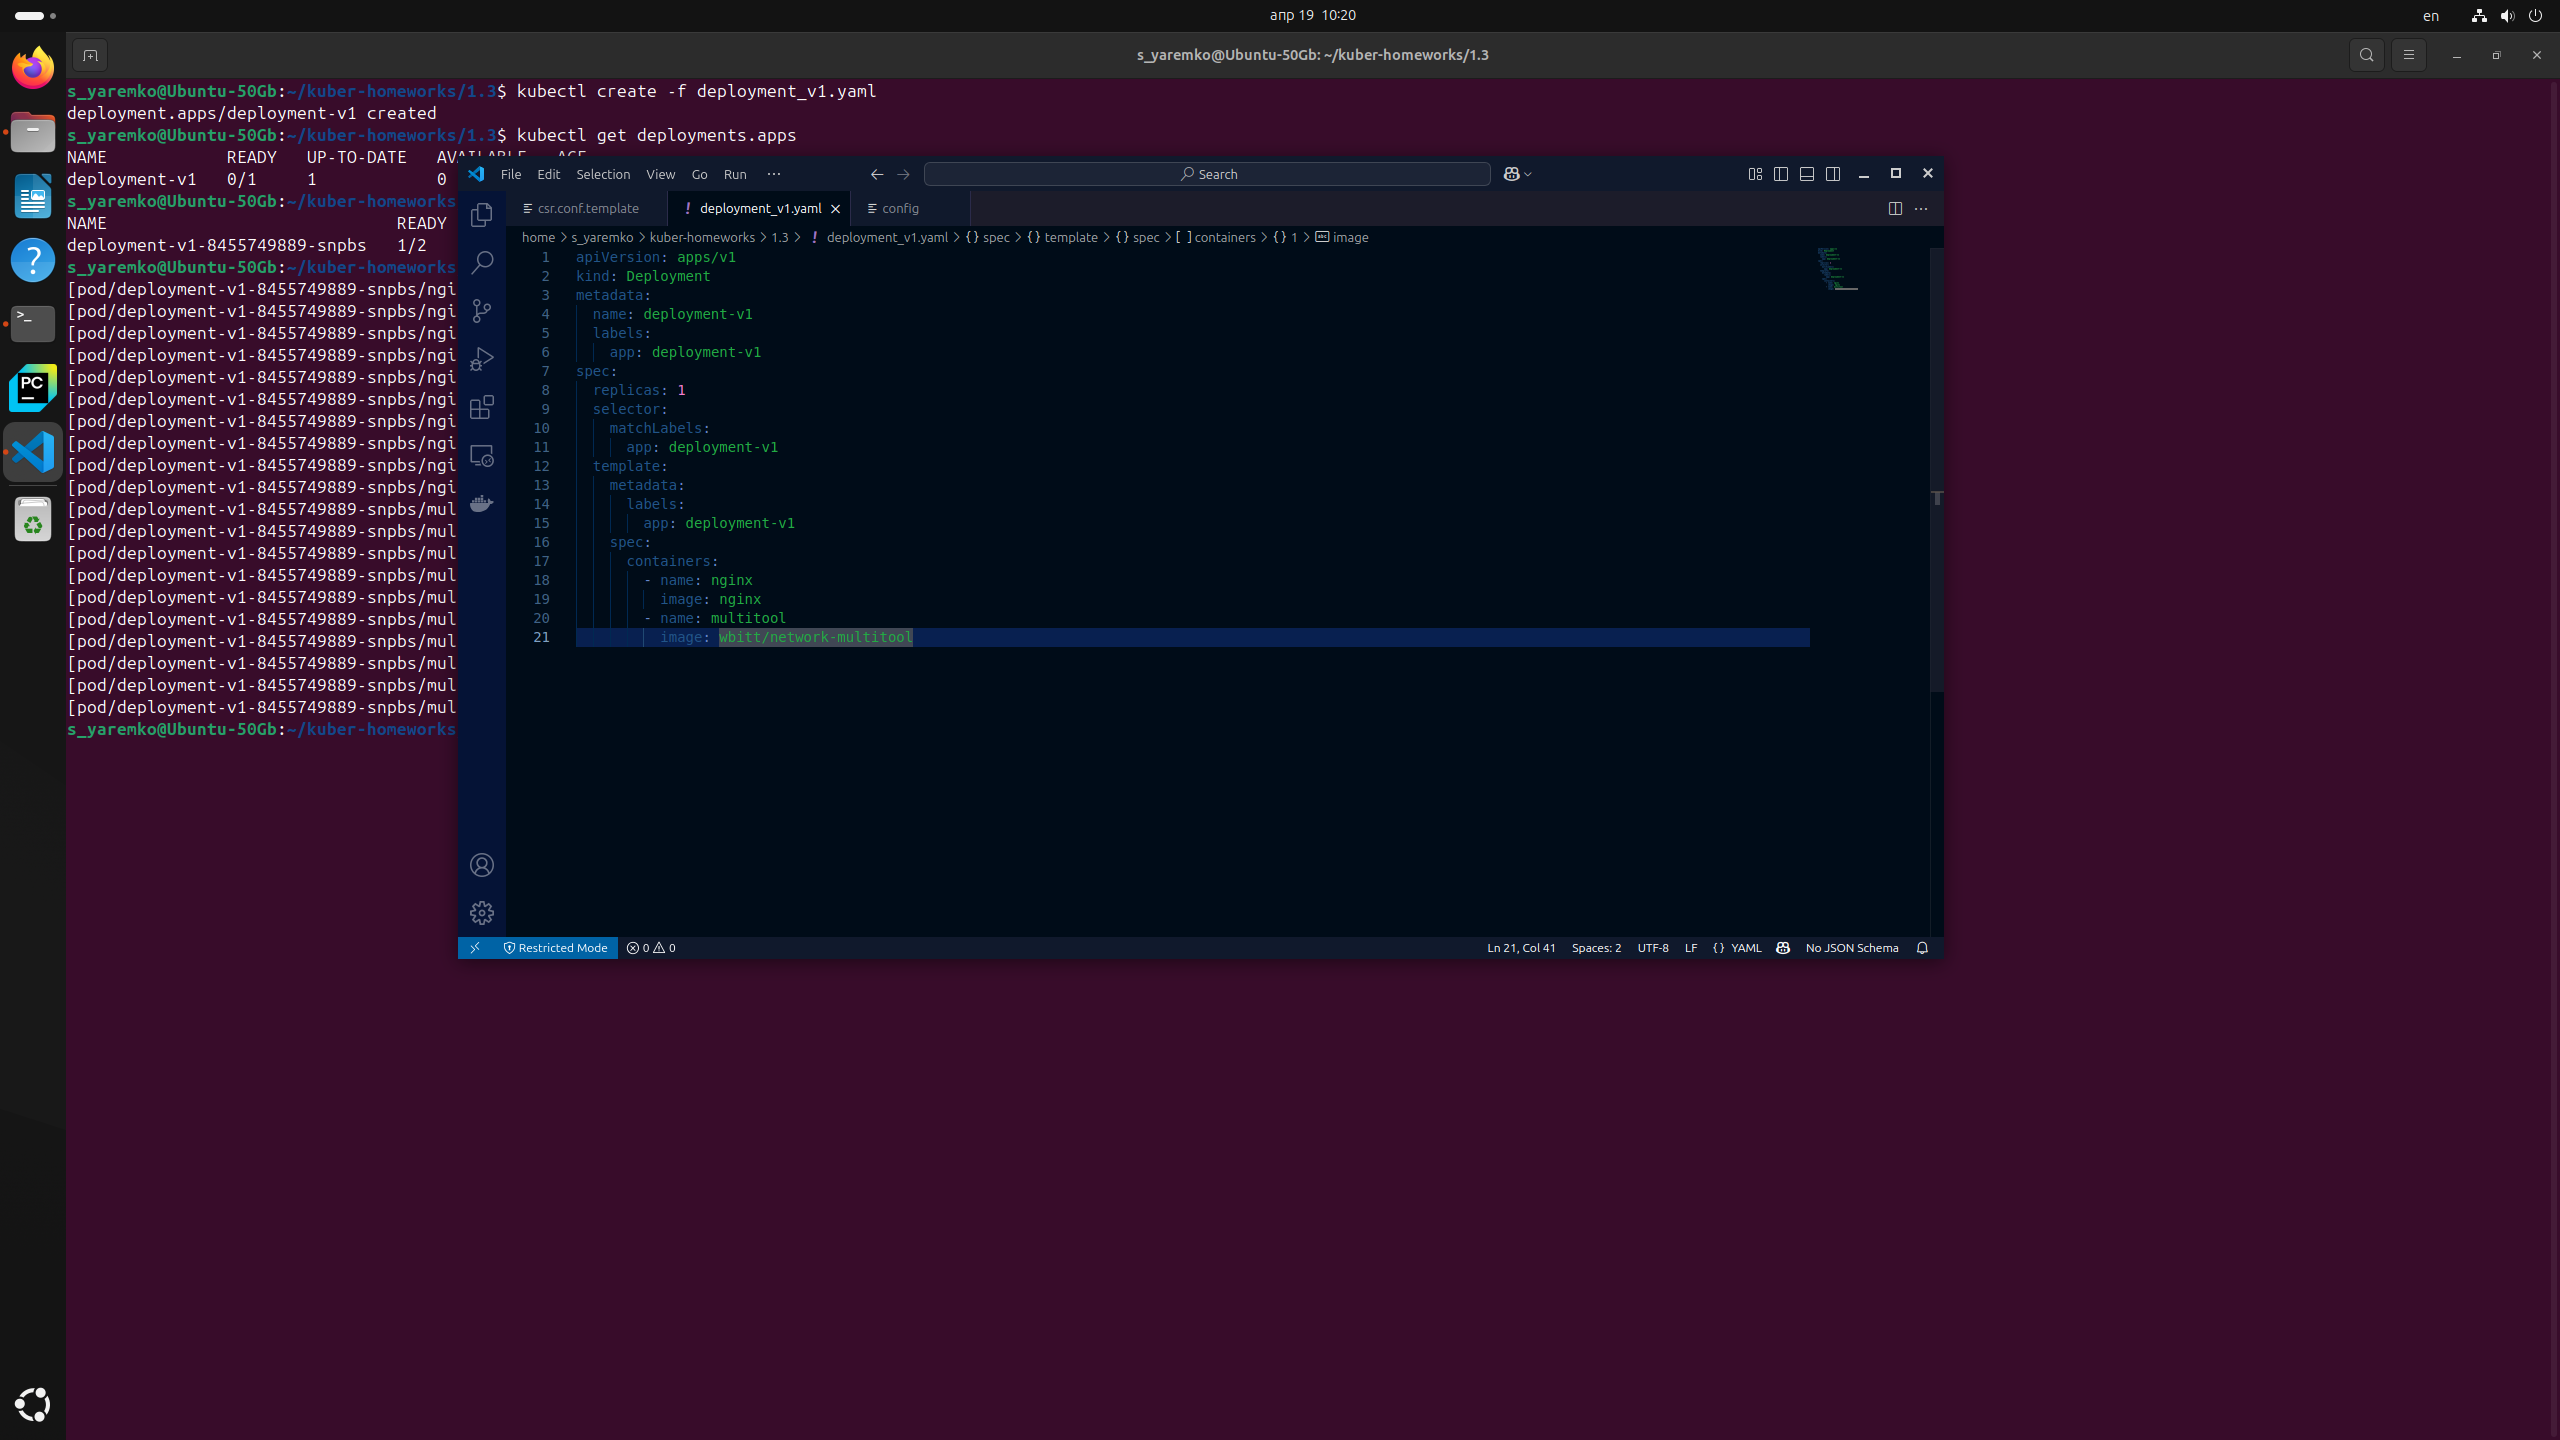 апр 19 10:20
en
s_yaremko@Ubuntu-50Gb: ~/kuber-homeworks/1.3
s_yaremko@Ubuntu-50Gb:~/kuber-homeworks/1.3$ kubectl create -f deployment_v1.yaml
deployment.apps/deployment-v1 created
s_yaremko@Ubuntu-50Gb:~/kuber-homeworks/1.3$ kubectl get deployments.apps
NAME READY UP-TO-DATE AVAILABLE AGE
deployment-v1 0/1 1 0
s_yaremko@Ubuntu-50Gb:~/kuber-homeworks
NAME READY
deployment-v1-8455749889-snpbs 1/2
s_yaremko@Ubuntu-50Gb:~/kuber-homeworks
[pod/deployment-v1-8455749889-snpbs/ngi
[pod/deployment-v1-8455749889-snpbs/ngi
[pod/deployment-v1-8455749889-snpbs/ngi
[pod/deployment-v1-8455749889-snpbs/ngi
[pod/deployment-v1-8455749889-snpbs/ngi
[pod/deployment-v1-8455749889-snpbs/ngi
[pod/deployment-v1-8455749889-snpbs/ngi
[pod/deployment-v1-8455749889-snpbs/ngi
[pod/deployment-v1-8455749889-snpbs/ngi
[pod/deployment-v1-8455749889-snpbs/ngi
[pod/deployment-v1-8455749889-snpbs/mul
[pod/deployment-v1-8455749889-snpbs/mul
[pod/deployment-v1-8455749889-snpbs/mul
[pod/deployment-v1-8455749889-snpbs/mul
[pod/deployment-v1-8455749889-snpbs/mul
[pod/deployment-v1-8455749889-snpbs/mul
[pod/deployment-v1-8455749889-snpbs/mul
[pod/deployment-v1-8455749889-snpbs/mul
[pod/deployment-v1-8455749889-snpbs/mul
[pod/deployment-v1-8455749889-snpbs/mul
s_yaremko@Ubuntu-50Gb:~/kuber-homeworks
PC
File Edit Selection View Go Run ···
Search
csr.conf.template
! deployment_v1.yaml
config
home > s_yaremko > kuber-homeworks > 1.3 > ! deployment_v1.yaml > {} spec > {} template > {} spec > [ ] containers > {} 1 > image
1 apiVersion: apps/v1
2 kind: Deployment
3 metadata:
4   name: deployment-v1
5   labels:
6     app: deployment-v1
7 spec:
8   replicas: 1
9   selector:
10     matchLabels:
11       app: deployment-v1
12   template:
13     metadata:
14       labels:
15         app: deployment-v1
16     spec:
17       containers:
18         - name: nginx
19           image: nginx
20         - name: multitool
21           image: wbitt/network-multitool
Restricted Mode 0 0
Ln 21, Col 41 Spaces: 2 UTF-8 LF {} YAML No JSON Schema